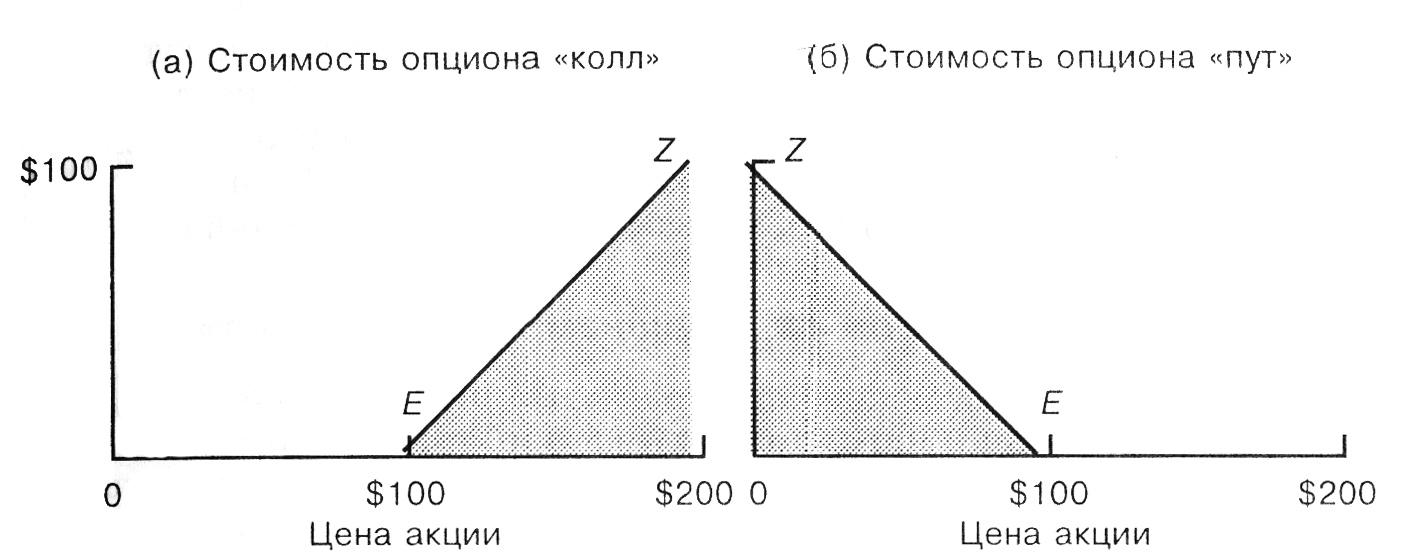 (а) Стоимость опциона «колл»
(б) Стоимость опциона «пут»
$100
Z
E
0
$100
$200
Цена акции
Z
E
0
$100
$200
Цена акции